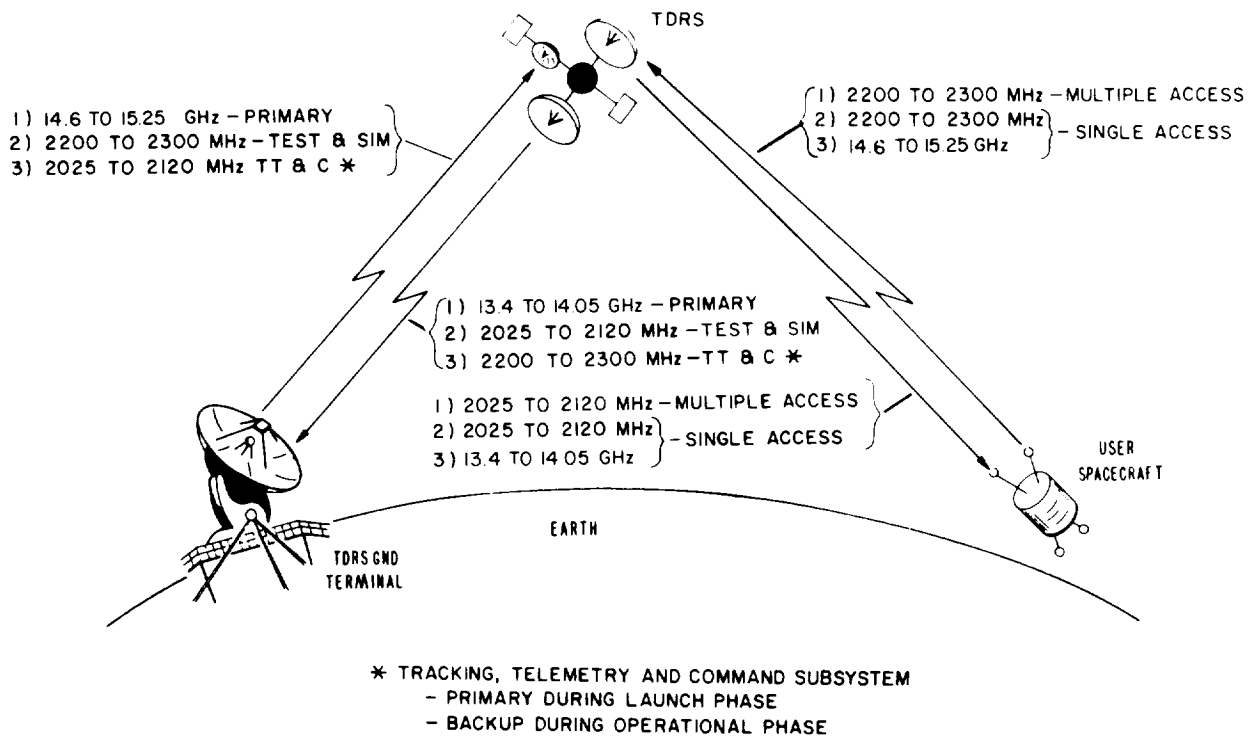 TDRS
1) 14.6 TO 15.25 GHz - PRIMARY
2) 2200 TO 2300 MHz - TEST & SIM
3) 2025 TO 2120 MHz TT & C *
1) 2200 TO 2300 MHz - MULTIPLE ACCESS
2) 2200 TO 2300 MHz
3) 14.6 TO 15.25 GHz
- SINGLE ACCESS
1) 13.4 TO 14.05 GHz - PRIMARY
2) 2025 TO 2120 MHz - TEST & SIM
3) 2200 TO 2300 MHz - TT & C *
1) 2025 TO 2120 MHz - MULTIPLE ACCESS
2) 2025 TO 2120 MHz
3) 13.4 TO 14.05 GHz
- SINGLE ACCESS
USER
SPACECRAFT
EARTH
TDRS GND
TERMINAL
* TRACKING, TELEMETRY AND COMMAND SUBSYSTEM
- PRIMARY DURING LAUNCH PHASE
- BACKUP DURING OPERATIONAL PHASE